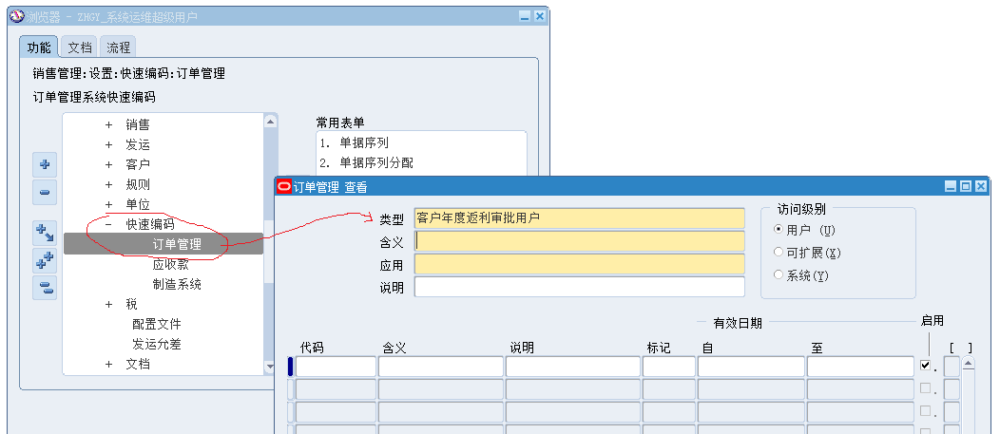 浏览器 - ZHGY_系统运维超级用户
功能 文档 流程
销售管理:设置:快速编码:订单管理
订单管理系统快速编码
+ 销售
+ 发运
+ 客户
+ 规则
+ 单位
- 快速编码
订单管理
应收款
制造系统
+ 税
配置文件
发运允差
+ 文档
常用表单
1. 单据序列
2. 单据序列分配
订单管理 查看
类型 客户年度返利审批用户
含义
应用
说明
访问级别
用户 (U)
可扩展(X)
系统(Y)
有效日期 启用
代码 含义 说明 标记 自 至 [ ]